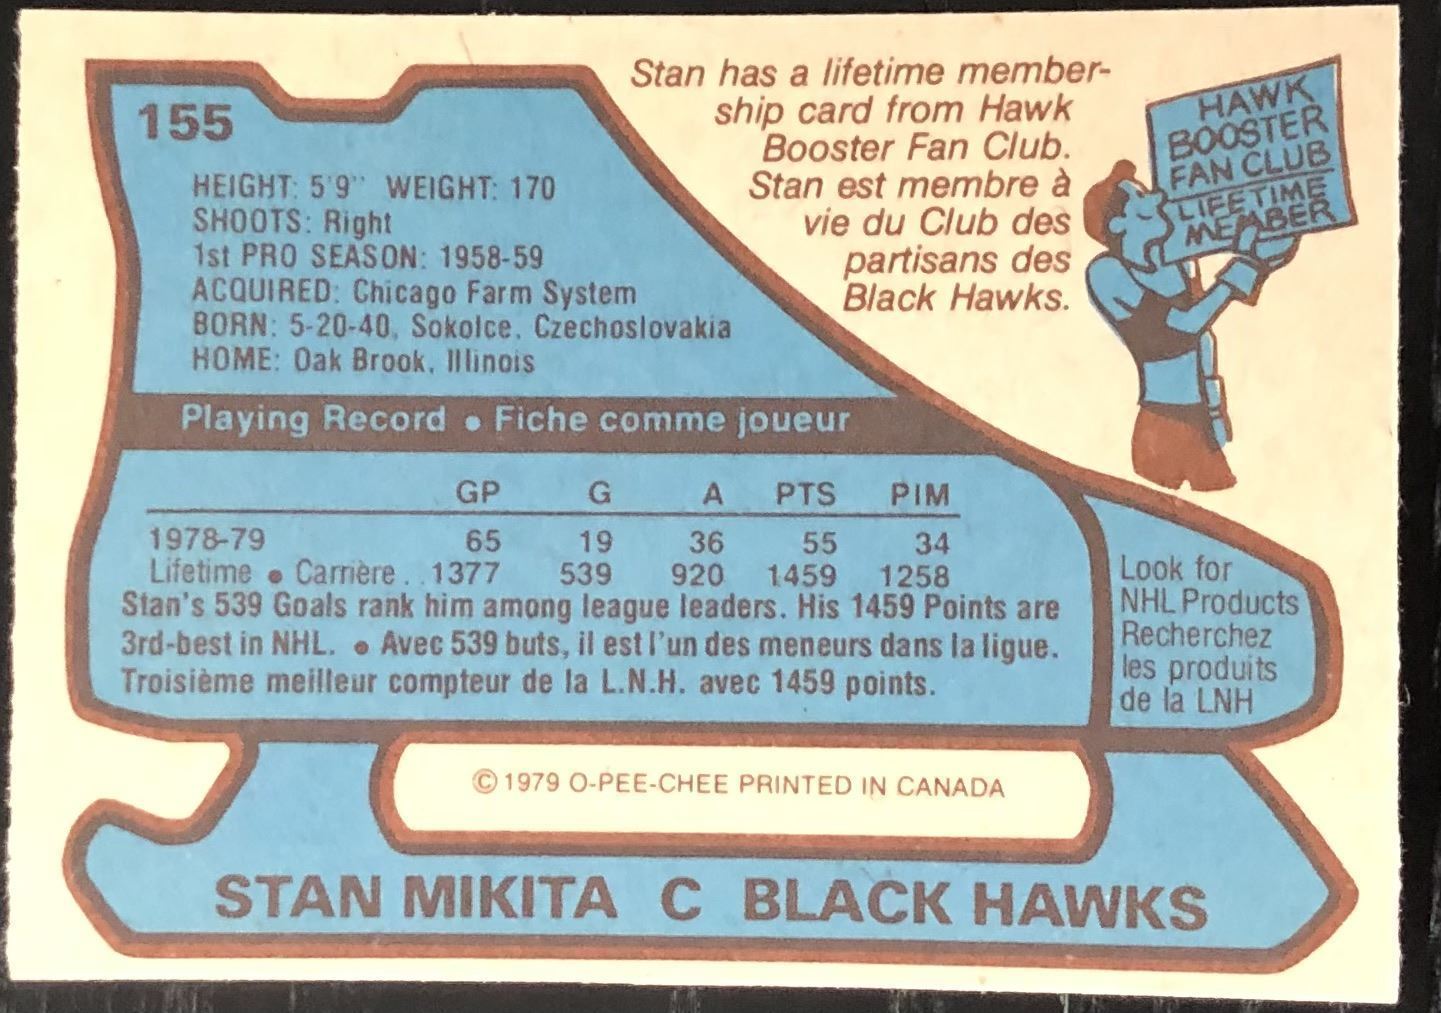 155
HEIGHT: 5'9" WEIGHT: 170
SHOOTS: Right
1st PRO SEASON: 1958-59
ACQUIRED: Chicago Farm System
BORN: 5-20-40, Sokolce, Czechoslovakia
HOME: Oak Brook, Illinois
Stan has a lifetime member-
ship card from Hawk
Booster Fan Club.
Stan est membre à
vie du Club des
partisans des
Black Hawks.
HAWK
BOOSTER
FAN CLUB
LIFETIME
MEMBER
Playing Record • Fiche comme joueur
GP G A PTS PIM
1978-79 65 19 36 55 34
Lifetime • Carrière . . 1377 539 920 1459 1258
Stan's 539 Goals rank him among league leaders. His 1459 Points are
3rd-best in NHL. • Avec 539 buts, il est l'un des meneurs dans la ligue.
Troisième meilleur compteur de la L.N.H. avec 1459 points.
Look for
NHL Products
Recherchez
les produits
de la LNH
© 1979 O-PEE-CHEE PRINTED IN CANADA
STAN MIKITA C BLACK HAWKS